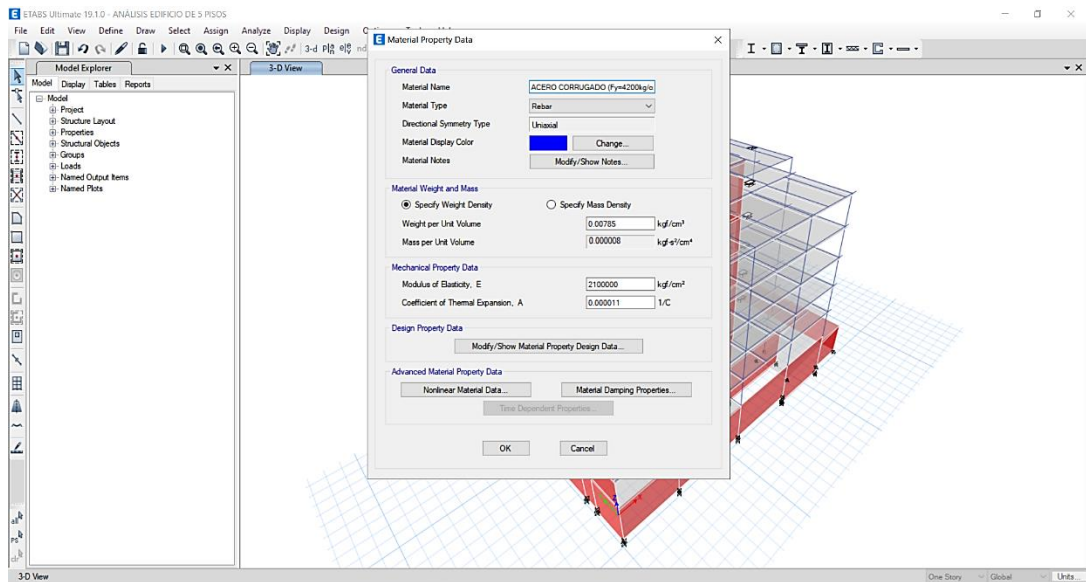 ETABS Ultimate 19.1.0 - ANÁLISIS EDIFICIO DE 5 PISOS
File Edit View Define Draw Select Assign Analyze Display Design
Material Property Data
3-d
Model Explorer
3-D View
Model Display Tables Reports
Model
Project
Structure Layout
Properties
Structural Objects
Groups
Loads
Named Output Items
Named Plots
General Data
Material Name ACERO CORRUGADO (Fy=4200kg/c
Material Type Rebar
Directional Symmetry Type Uniaxial
Material Display Color Change...
Material Notes Modify/Show Notes...
Material Weight and Mass
Specify Weight Density Specify Mass Density
Weight per Unit Volume 0.00785 kgf/cm³
Mass per Unit Volume 0.000008 kgf-s²/cm⁴
Mechanical Property Data
Modulus of Elasticity, E 2100000 kgf/cm²
Coefficient of Thermal Expansion, A 0.000011 1/C
Design Property Data
Modify/Show Material Property Design Data...
Advanced Material Property Data
Nonlinear Material Data... Material Damping Properties...
Time Dependent Properties...
OK Cancel
3-D View One Story Global Units...